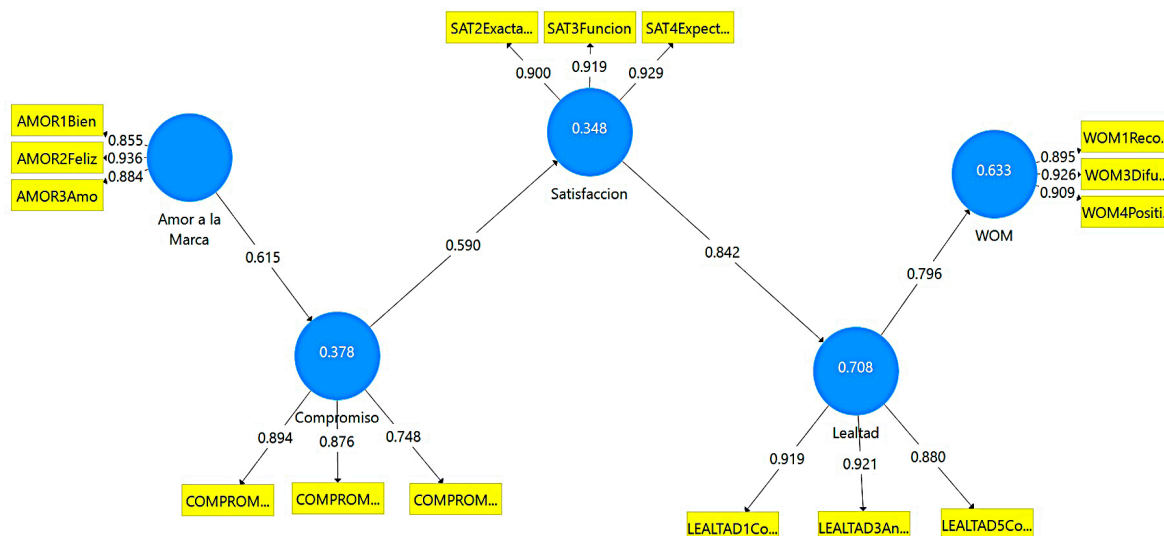 SAT2Exacta...
SAT3Funcion
SAT4Expect...
0.900
0.919
0.929
0.348
Satisfaccion
AMOR1Bien
AMOR2Feliz
AMOR3Amo
0.855
0.936
0.884
Amor a la
Marca
0.615
0.590
0.842
0.796
WOM1Reco...
WOM3Difu...
WOM4Positi...
0.895
0.926
0.909
0.633
WOM
0.378
Compromiso
0.894
0.876
0.748
COMPROM...
COMPROM...
COMPROM...
0.708
Lealtad
0.919
0.921
0.880
LEALTAD1Co...
LEALTAD3An...
LEALTAD5Co...